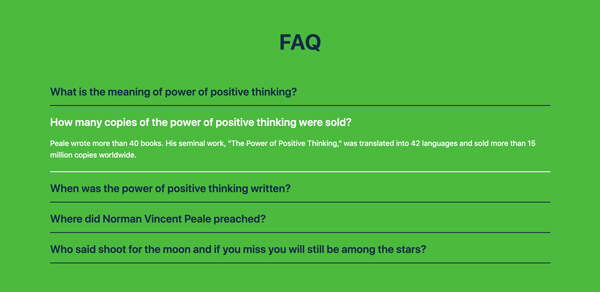 FAQ
What is the meaning of power of positive thinking?
How many copies of the power of positive thinking were sold?
Peale wrote more than 40 books. His seminal work, "The Power of Positive Thinking," was translated into 42 languages and sold more than 15
million copies worldwide.
When was the power of positive thinking written?
Where did Norman Vincent Peale preached?
Who said shoot for the moon and if you miss you will still be among the stars?